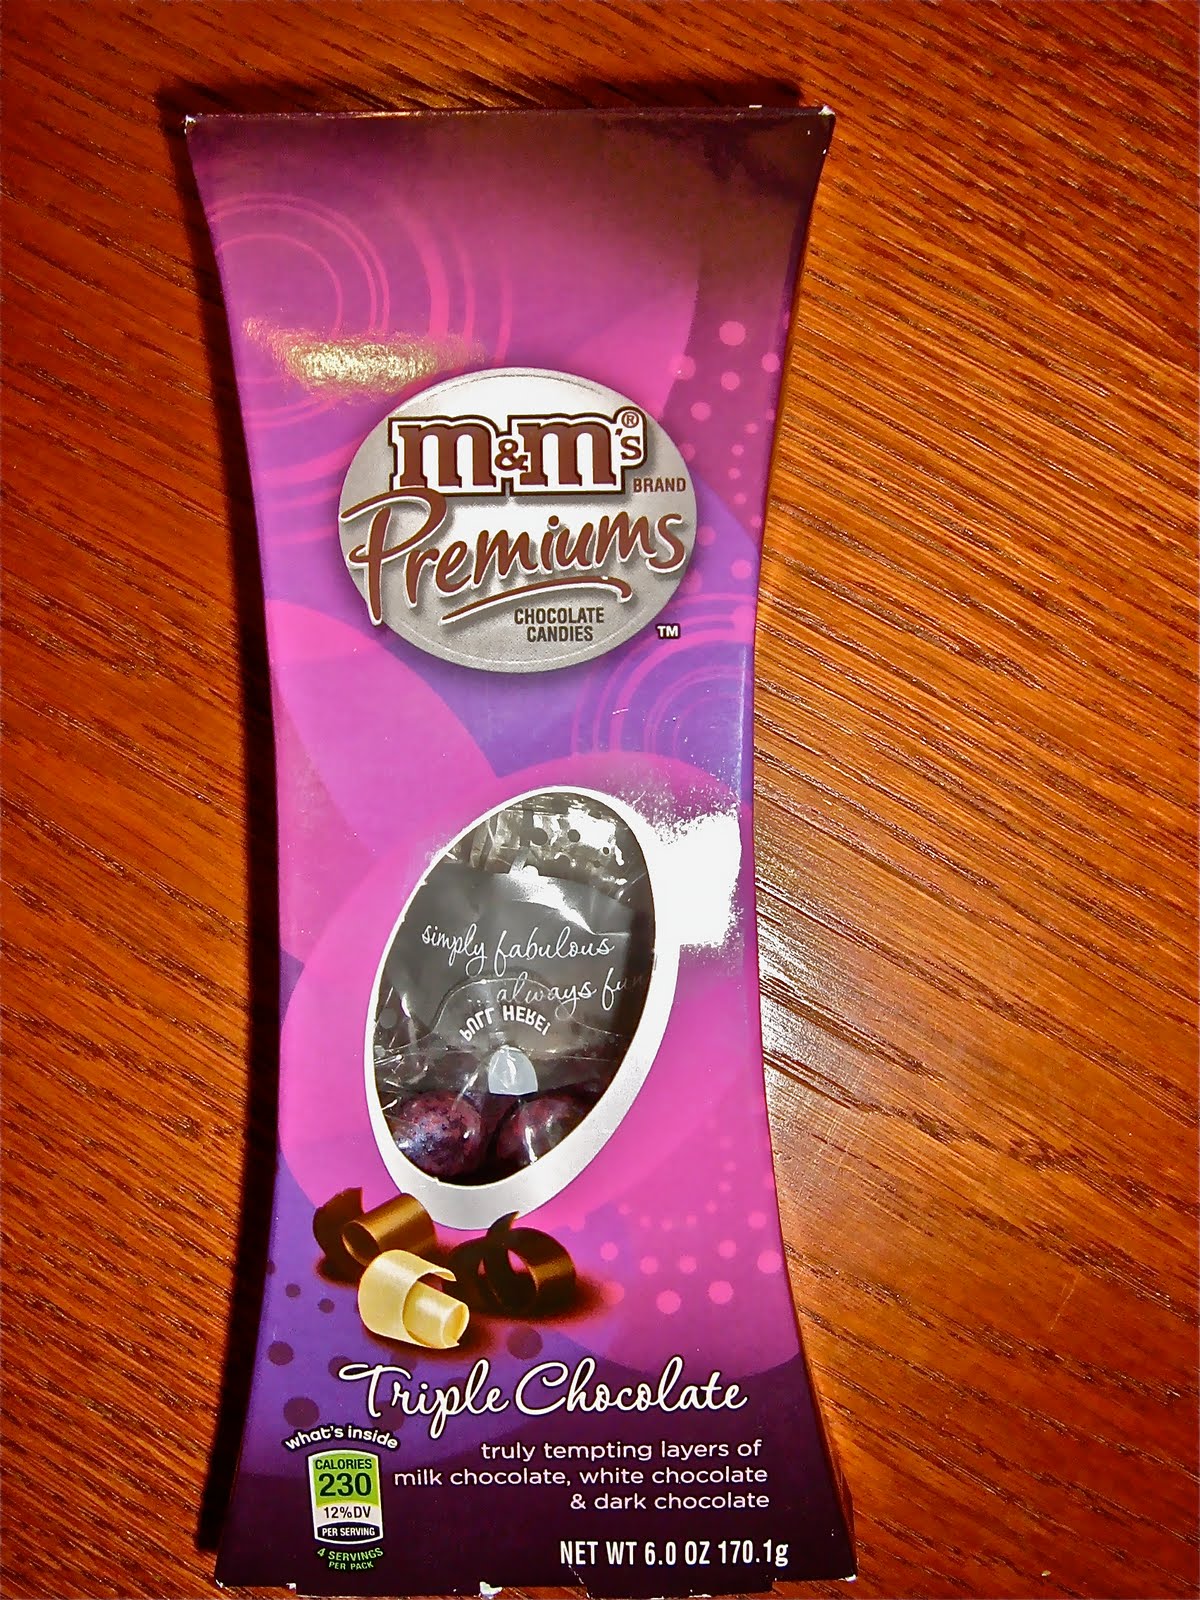 m&m's®
BRAND
Premiums
CHOCOLATE
CANDIES
TM
simply fabulous
...always fun
PULL HERE!
Triple Chocolate
truly tempting layers of
milk chocolate, white chocolate
& dark chocolate
what's inside
CALORIES
230
12%DV
PER SERVING
4 SERVINGS
PER PACK
NET WT 6.0 OZ 170.1g